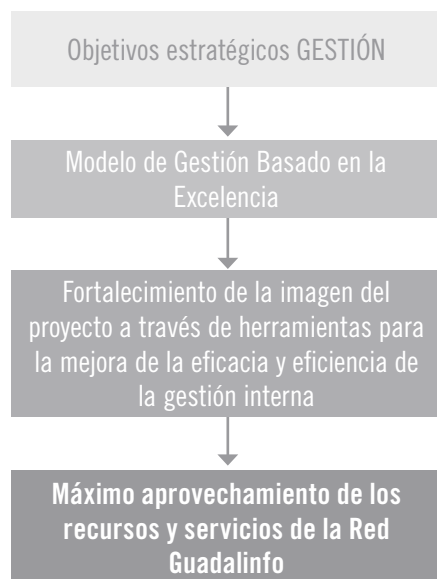 Objetivos estratégicos GESTIÓN
Modelo de Gestión Basado en la
Excelencia
Fortalecimiento de la imagen del
proyecto a través de herramientas para
la mejora de la eficacia y eficiencia de
la gestión interna
Máximo aprovechamiento de los
recursos y servicios de la Red
Guadalinfo